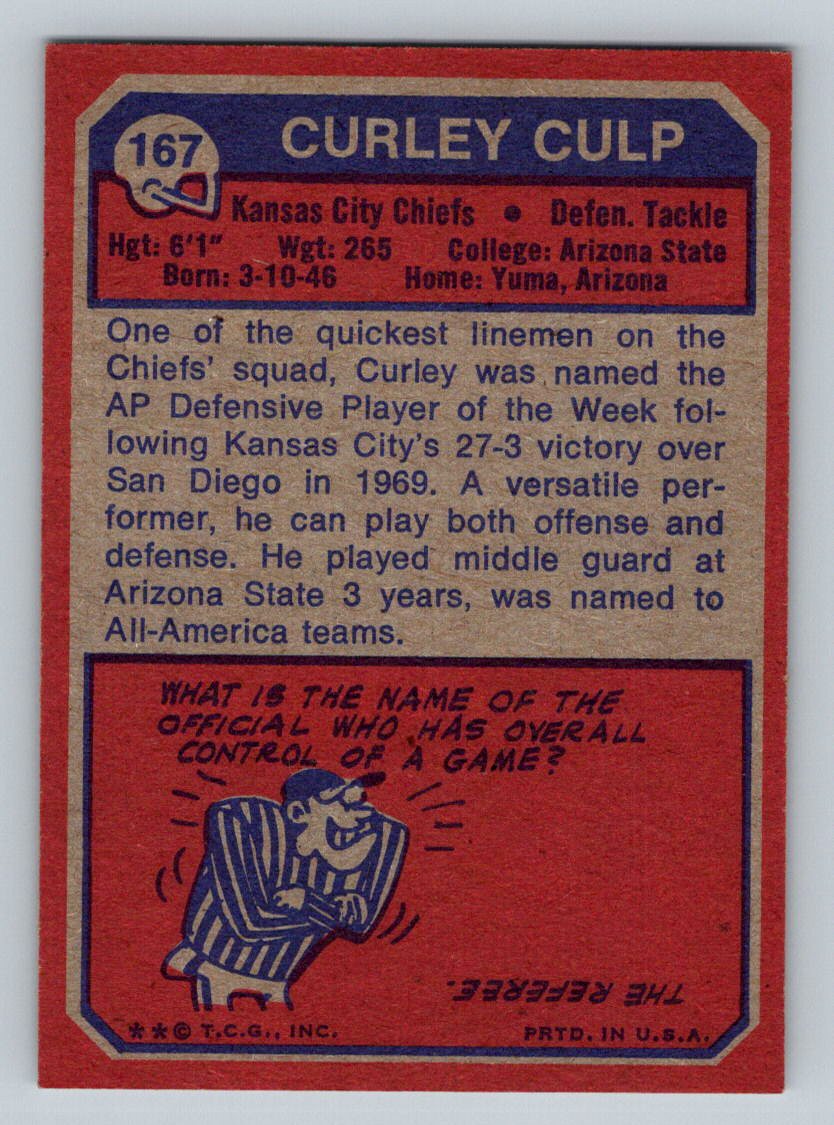 167
CURLEY CULP
Kansas City Chiefs • Defen. Tackle
Hgt: 6'1" Wgt: 265 College: Arizona State
Born: 3-10-46 Home: Yuma, Arizona
One of the quickest linemen on the
Chiefs' squad, Curley was named the
AP Defensive Player of the Week fol-
lowing Kansas City's 27-3 victory over
San Diego in 1969. A versatile per-
former, he can play both offense and
defense. He played middle guard at
Arizona State 3 years, was named to
All-America teams.
WHAT IS THE NAME OF THE
OFFICIAL WHO HAS OVERALL
CONTROL OF A GAME?
THE REFEREE.
**© T.C.G., INC. PRTD. IN U.S.A.